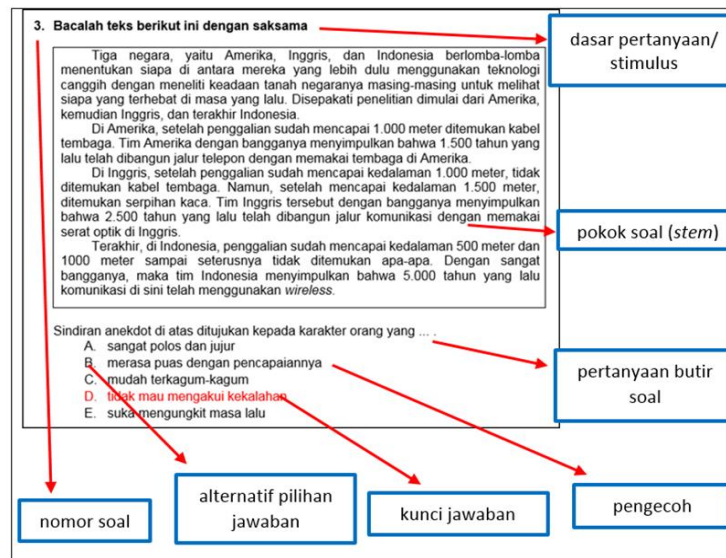 3. Bacalah teks berikut ini dengan saksama
dasar pertanyaan/
stimulus
Tiga negara, yaitu Amerika, Inggris, dan Indonesia berlomba-lomba
menentukan siapa di antara mereka yang lebih dulu menggunakan teknologi
canggih dengan meneliti keadaan tanah negaranya masing-masing untuk melihat
siapa yang terhebat di masa yang lalu. Disepakati penelitian dimulai dari Amerika,
kemudian Inggris, dan terakhir Indonesia.
Di Amerika, setelah penggalian sudah mencapai 1.000 meter ditemukan kabel
tembaga. Tim Amerika dengan bangganya menyimpulkan bahwa 1.500 tahun yang
lalu telah dibangun jalur telepon dengan memakai tembaga di Amerika.
Di Inggris, setelah penggalian sudah mencapai kedalaman 1.000 meter, tidak
ditemukan kabel tembaga. Namun, setelah mencapai kedalaman 1.500 meter,
ditemukan serpihan kaca. Tim Inggris tersebut dengan bangganya menyimpulkan
bahwa 2.500 tahun yang lalu telah dibangun jalur komunikasi dengan memakai
serat optik di Inggris.
pokok soal (stem)
Terakhir, di Indonesia, penggalian sudah mencapai kedalaman 500 meter dan
1000 meter sampai seterusnya tidak ditemukan apa-apa. Dengan sangat
bangganya, maka tim Indonesia menyimpulkan bahwa 5.000 tahun yang lalu
komunikasi di sini telah menggunakan wireless.
Sindiran anekdot di atas ditujukan kepada karakter orang yang ... .
A. sangat polos dan jujur
B. merasa puas dengan pencapaiannya
C. mudah terkagum-kagum
D. tidak mau mengakui kekalahan
E. suka mengungkit masa lalu
pertanyaan butir
soal
nomor soal
alternatif pilihan
jawaban
kunci jawaban
pengecoh